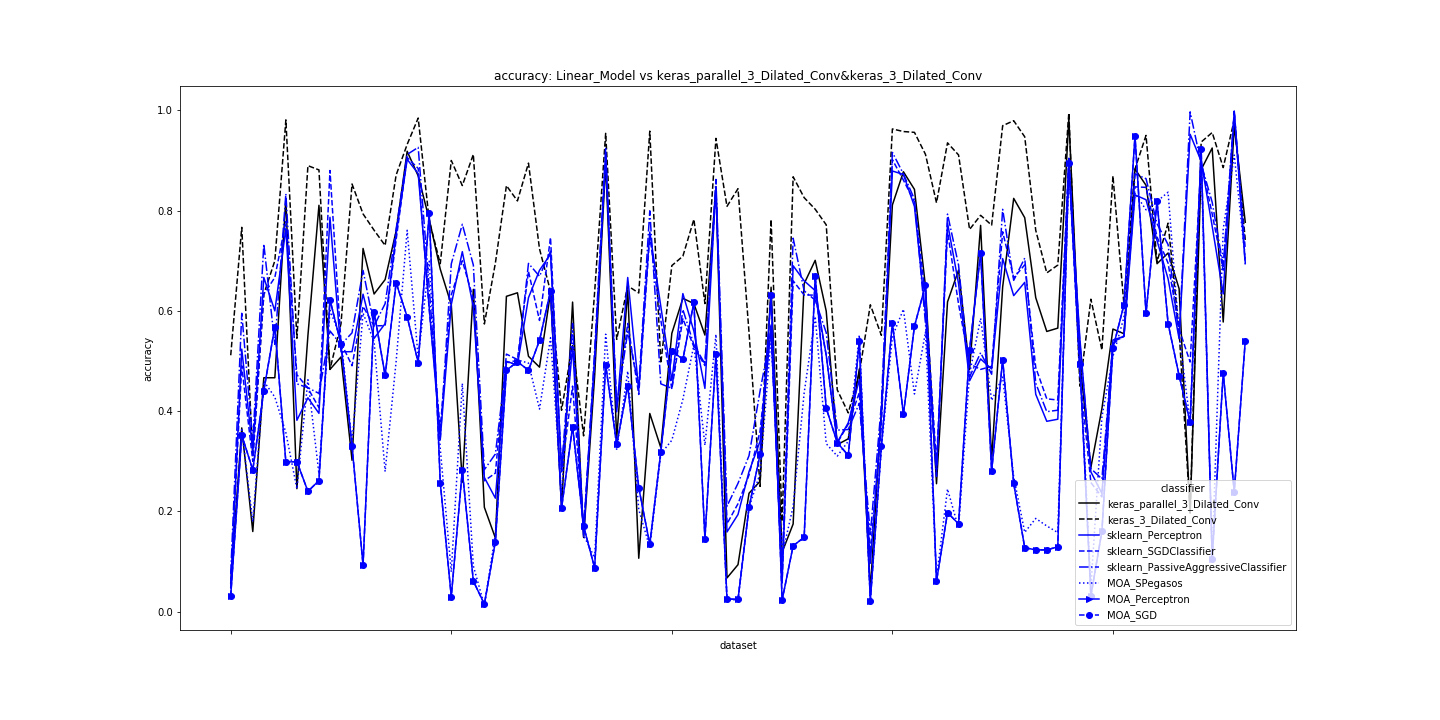 accuracy: Linear_Model vs keras_parallel_3_Dilated_Conv&keras_3_Dilated_Conv
1.0
0.8
0.6
0.4
0.2
0.0
accuracy
dataset
classifier
keras_parallel_3_Dilated_Conv
keras_3_Dilated_Conv
sklearn_Perceptron
sklearn_SGDClassifier
sklearn_PassiveAggressiveClassifier
MOA_SPegasos
MOA_Perceptron
MOA_SGD